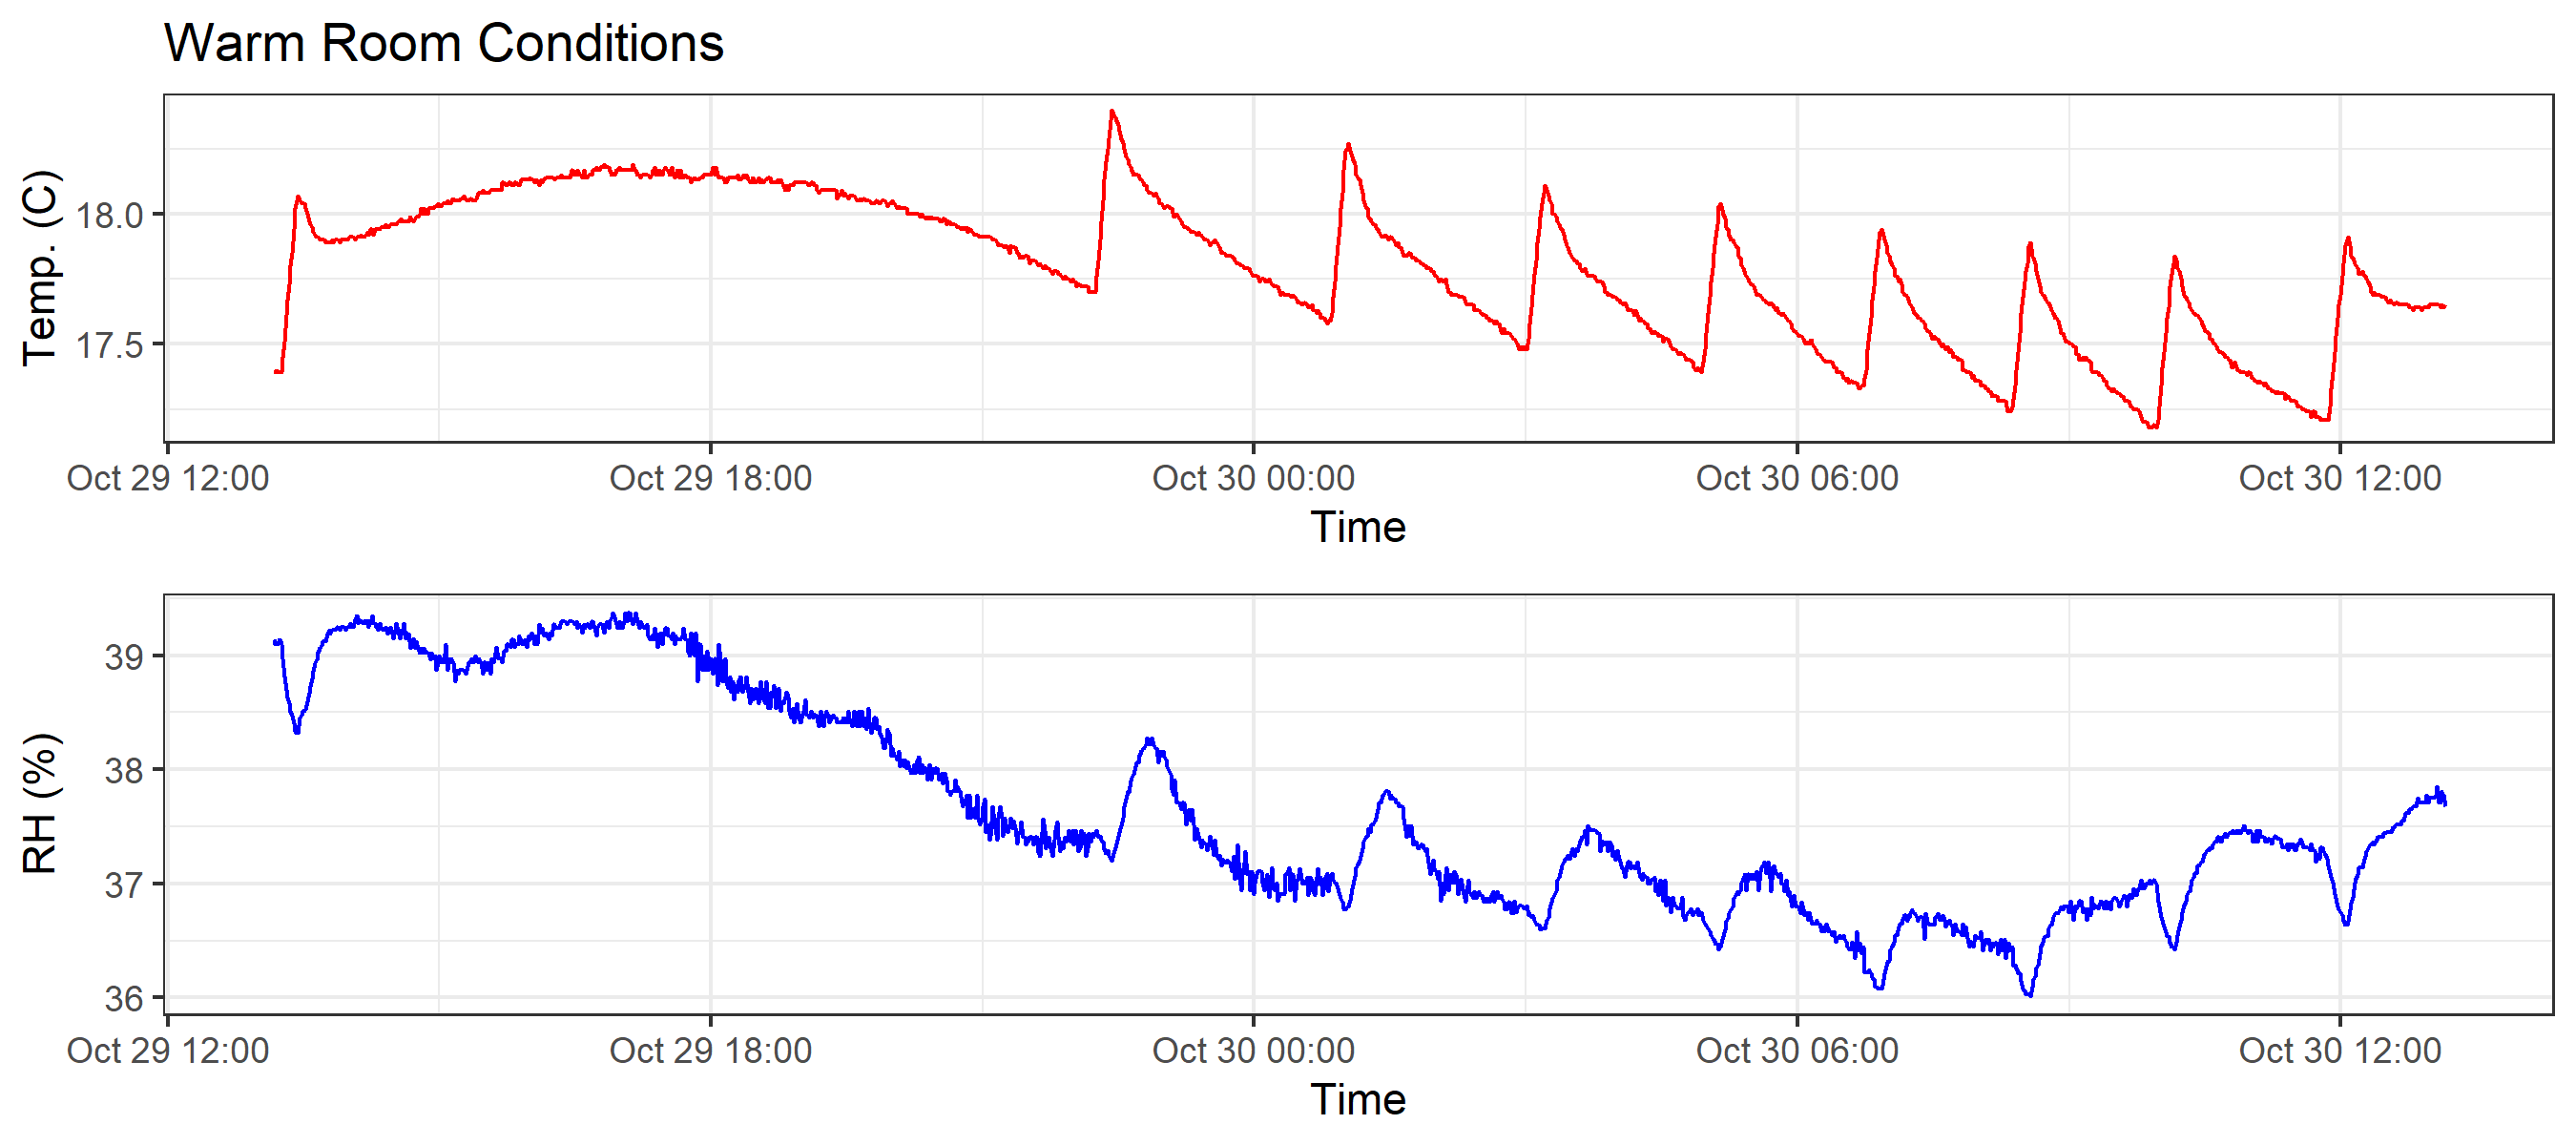 Warm Room Conditions
Temp. (C)
18.0
17.5
Oct 29 12:00 Oct 29 18:00 Oct 30 00:00 Oct 30 06:00 Oct 30 12:00
Time
RH (%)
39
38
37
36
Oct 29 12:00 Oct 29 18:00 Oct 30 00:00 Oct 30 06:00 Oct 30 12:00
Time